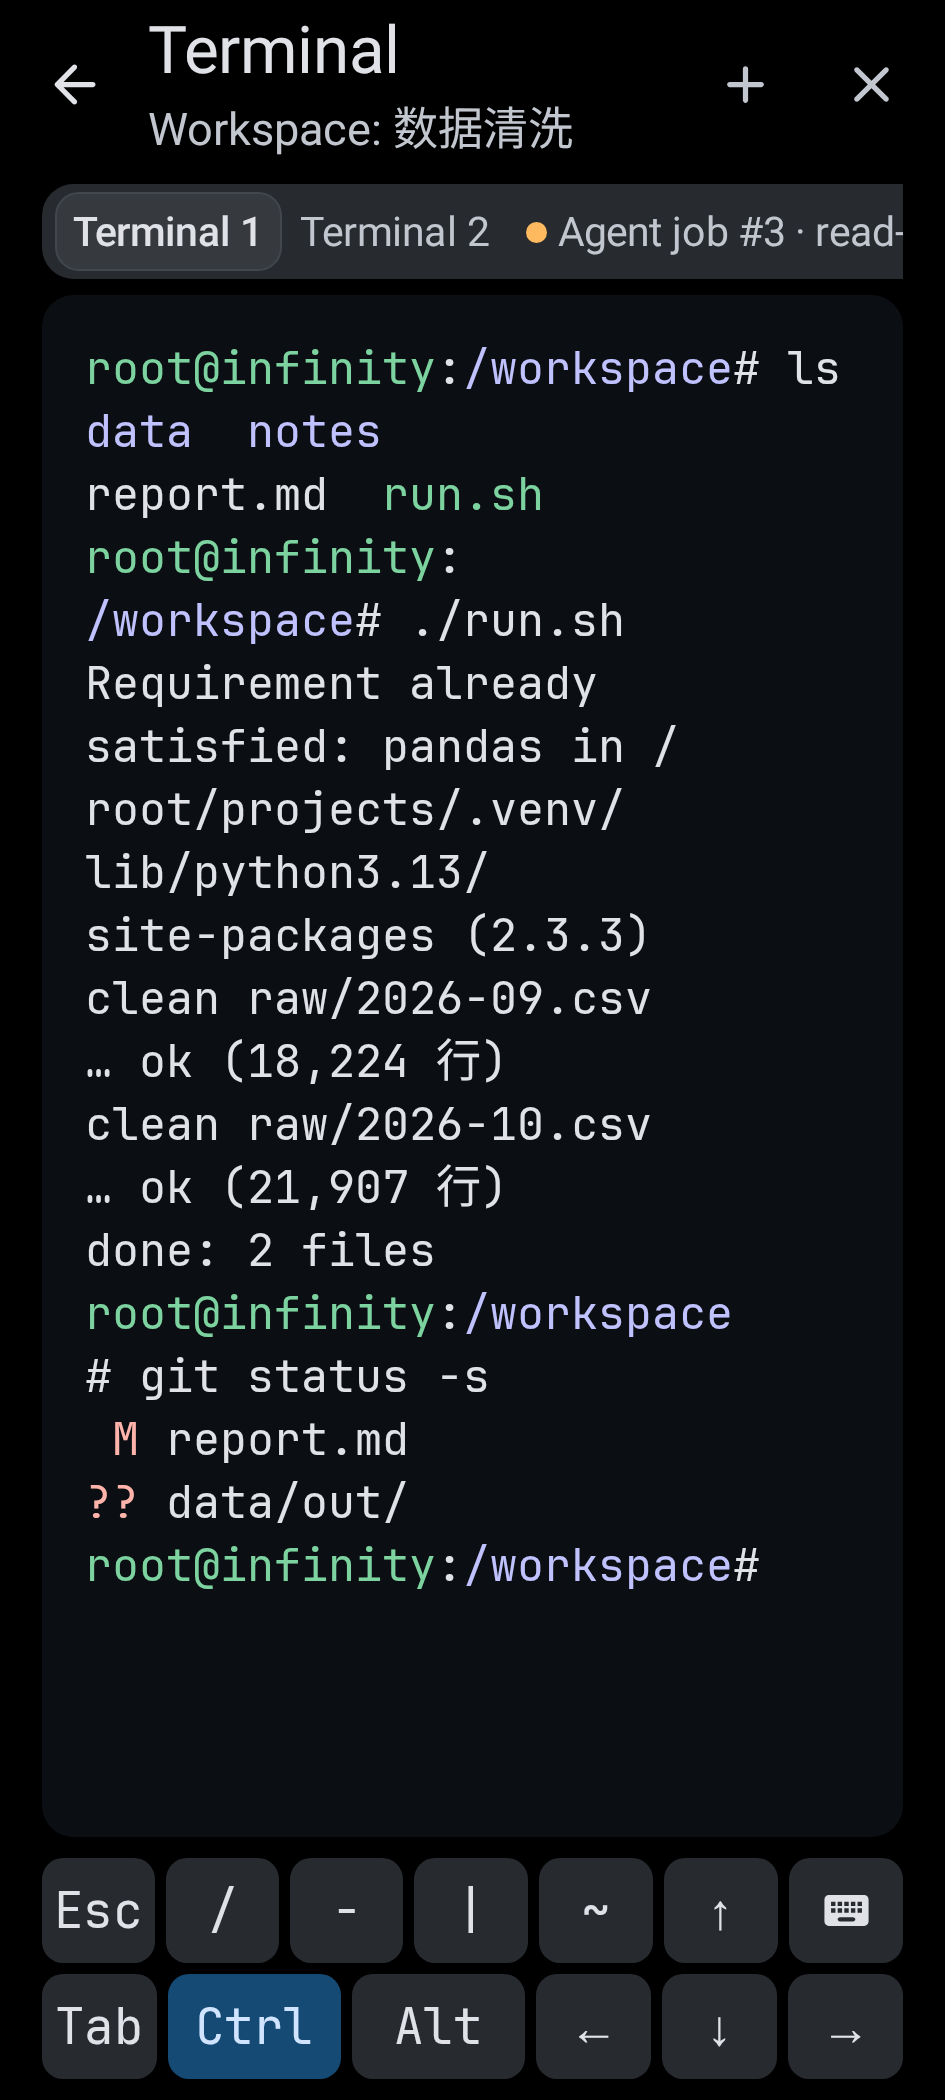 Terminal
Workspace: 数据清洗
Terminal 1 Terminal 2 Agent job #3 · read-
root@infinity:/workspace# ls
data  notes
report.md  run.sh
root@infinity:
/workspace# ./run.sh
Requirement already
satisfied: pandas in /
root/projects/.venv/
lib/python3.13/
site-packages (2.3.3)
clean raw/2026-09.csv
… ok (18,224 行)
clean raw/2026-10.csv
… ok (21,907 行)
done: 2 files
root@infinity:/workspace
# git status -s
 M report.md
?? data/out/
root@infinity:/workspace#
Esc / - | ~ ↑
Tab Ctrl Alt ← ↓ →